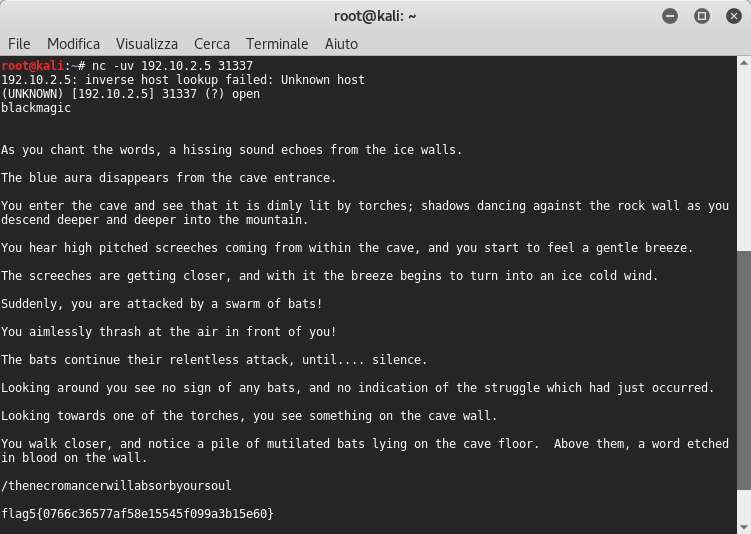 root@kali: ~
File Modifica Visualizza Cerca Terminale Aiuto
root@kali:~# nc -uv 192.10.2.5 31337
192.10.2.5: inverse host lookup failed: Unknown host
(UNKNOWN) [192.10.2.5] 31337 (?) open
blackmagic
As you chant the words, a hissing sound echoes from the ice walls.
The blue aura disappears from the cave entrance.
You enter the cave and see that it is dimly lit by torches; shadows dancing against the rock wall as you
descend deeper and deeper into the mountain.
You hear high pitched screeches coming from within the cave, and you start to feel a gentle breeze.
The screeches are getting closer, and with it the breeze begins to turn into an ice cold wind.
Suddenly, you are attacked by a swarm of bats!
You aimlessly thrash at the air in front of you!
The bats continue their relentless attack, until.... silence.
Looking around you see no sign of any bats, and no indication of the struggle which had just occurred.
Looking towards one of the torches, you see something on the cave wall.
You walk closer, and notice a pile of mutilated bats lying on the cave floor.  Above them, a word etched
in blood on the wall.
/thenecromancerwillabsorbyoursoul
flag5{0766c36577af58e15545f099a3b15e60}